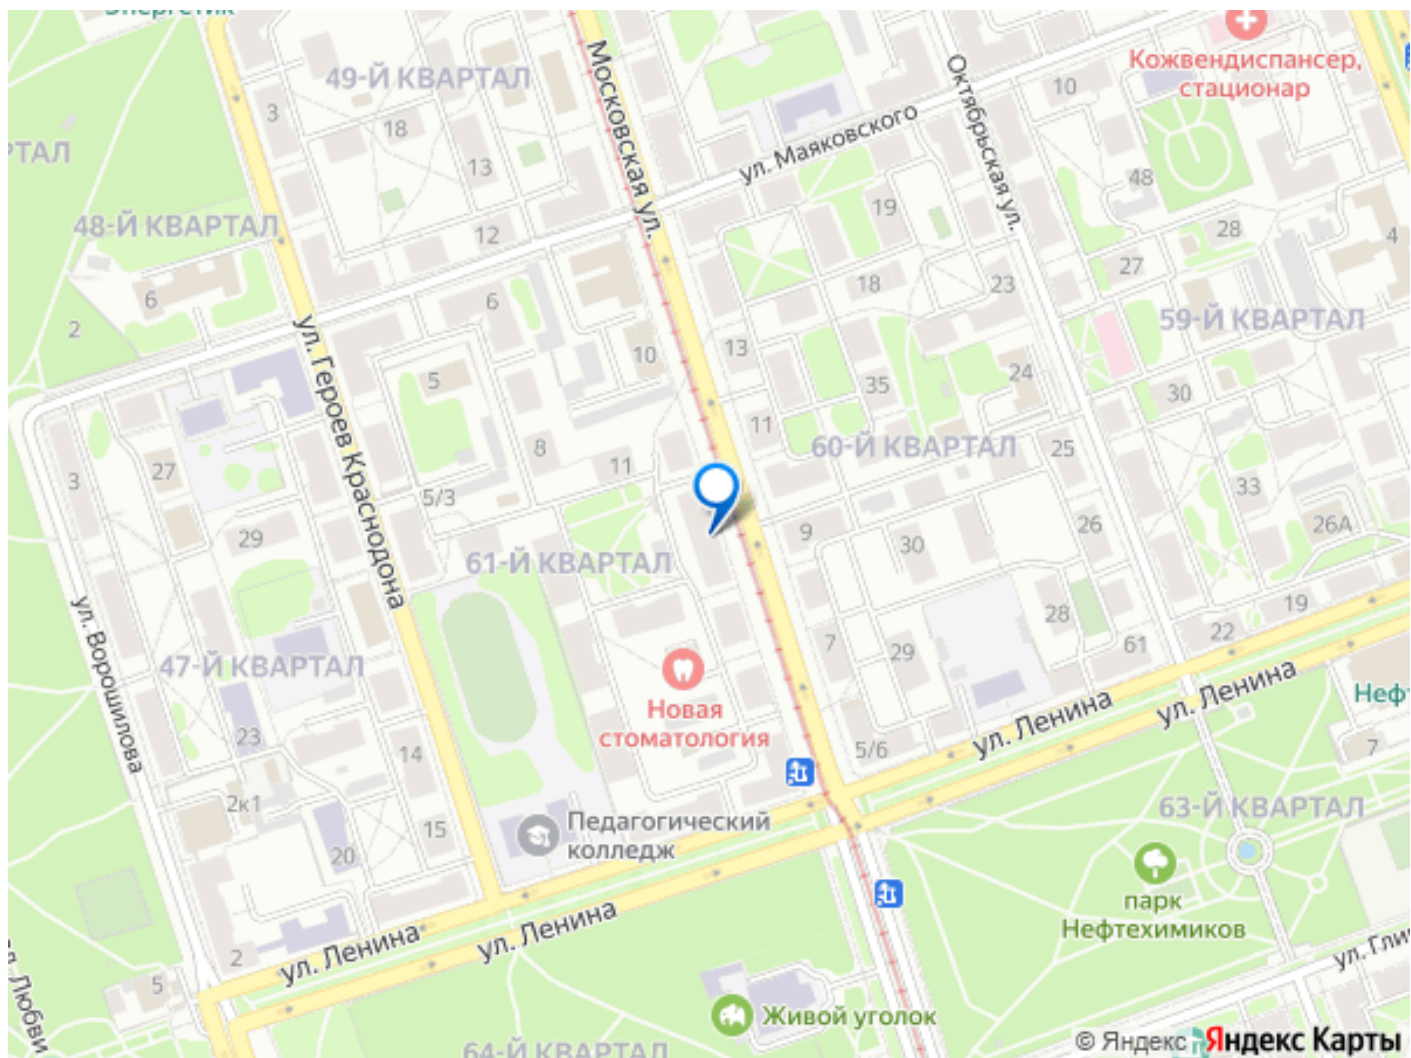 Энергетик
49-Й КВАРТАЛ
3
18
13
Московская ул.
ул. Маяковского
Октябрьская ул.
Кожвендиспансер,
стационар
10
48
28
4
27
59-Й КВАРТАЛ
48-Й КВАРТАЛ
12
6
2
6
19
18
23
13
10
5
ул. Героев Краснодона
35
24
30
11
60-Й КВАРТАЛ
25
3
27
8
11
5/3
33
29
61-Й КВАРТАЛ
9
30
26
26А
ул. Ворошилова
47-Й КВАРТАЛ
28
19
22
61
7
29
Новая
стоматология
ул. Ленина
ул. Ленина
23
14
5/6
7
2к1
15
20
Педагогический
колледж
63-Й КВАРТАЛ
парк
Нефтехимиков
2
ул. Ленина
ул. Ленина
5
Любви
Живой уголок
64-Й КВАРТАЛ
© Яндекс
Яндекс Карты